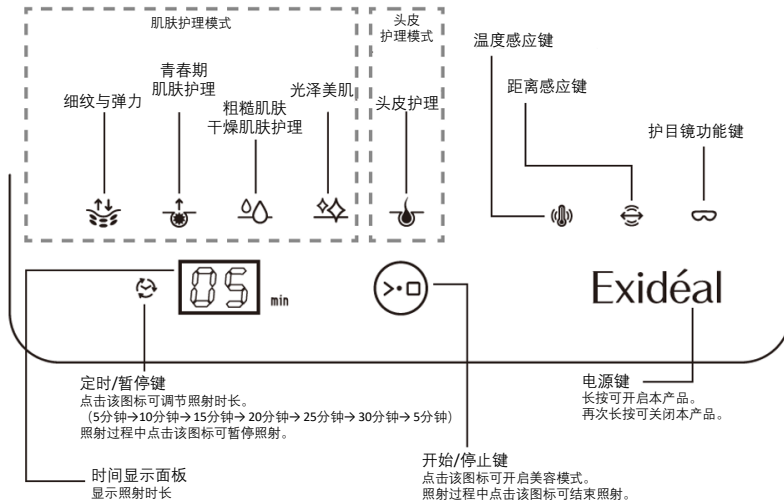 肌肤护理模式
头皮
护理模式
温度感应键
距离感应键
护目镜功能键
细纹与弹力
青春期
肌肤护理
粗糙肌肤
干燥肌肤护理
光泽美肌
头皮护理
05 min
Exidéal
定时/暂停键
点击该图标可调节照射时长。
（5分钟→10分钟→15分钟→20分钟→25分钟→30分钟→5分钟）
照射过程中点击该图标可暂停照射。
时间显示面板
显示照射时长
开始/停止键
点击该图标可开启美容模式。
照射过程中点击该图标可结束照射。
电源键
长按可开启本产品。
再次长按可关闭本产品。